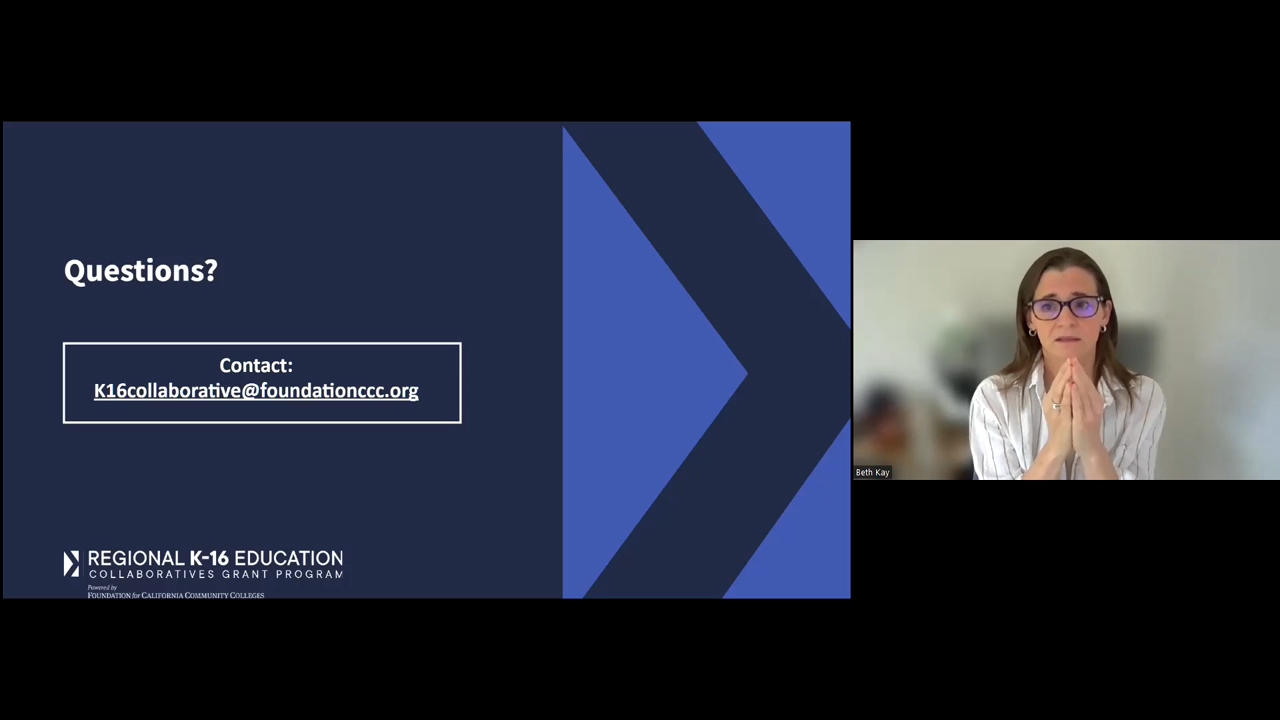 Questions?
Contact:
K16collaborative@foundationccc.org
REGIONAL K-16 EDUCATION
COLLABORATIVES GRANT PROGRAM
Powered by
FOUNDATION for CALIFORNIA COMMUNITY COLLEGES
Beth Kay